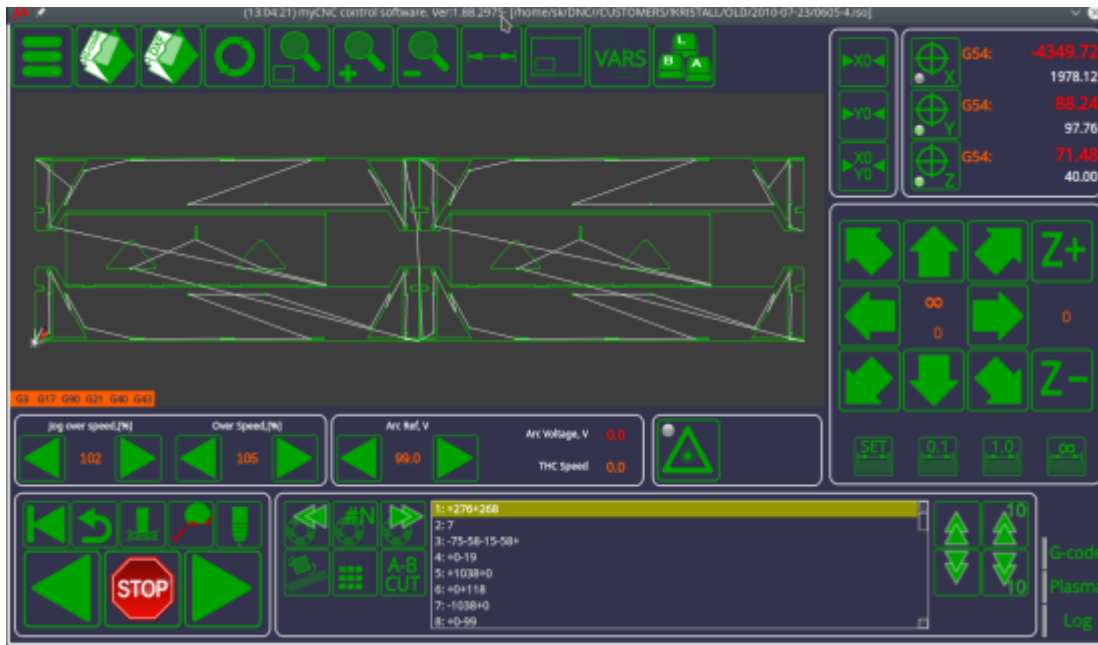 (13:04:21) myCNC control software. Ver:1.88.2975- [/home/sk/DNC//CUSTOMERS/IKRISTALL/OLD/2010-07-23/0605-4.iso]
VARS
L
B A
▶X0◀
X
G54: -4349.72
1978.12
▶Y0◀
Y
G54: 88.24
97.76
X0
Y0
Z
G54: 71.48
40.00
Z+
∞
0
0
Z-
G3 G17 G90 G21 G40 G43
Jog over speed,[%]
102
Over Speed,[%]
105
Arc Ref, V
99.0
Arc Voltage, V 0.0
THC Speed 0.0
SET
0.1
1.0
∞
STOP
#N
A-B
CUT
1: +276+268
2: 7
3: -75-58-15-58+
4: +0-19
5: +1038+0
6: +0+118
7: -1038+0
8: +0-99
10
10
G-code
Plasma
Log